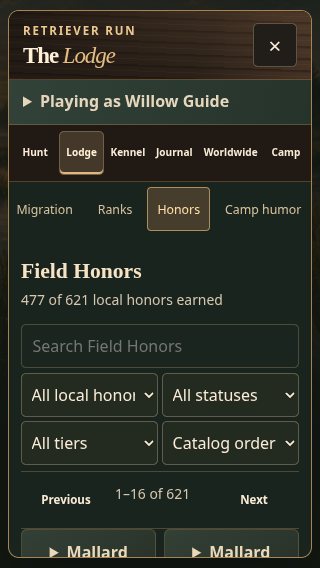 RETRIEVER RUN
The Lodge
×
▶ Playing as Willow Guide
Hunt Lodge Kennel Journal Worldwide Camp
Migration Ranks Honors Camp humor
Field Honors
477 of 621 local honors earned
Search Field Honors
All local honor All statuses
All tiers Catalog order
Previous 1–16 of 621 Next
▶ Mallard ▶ Mallard